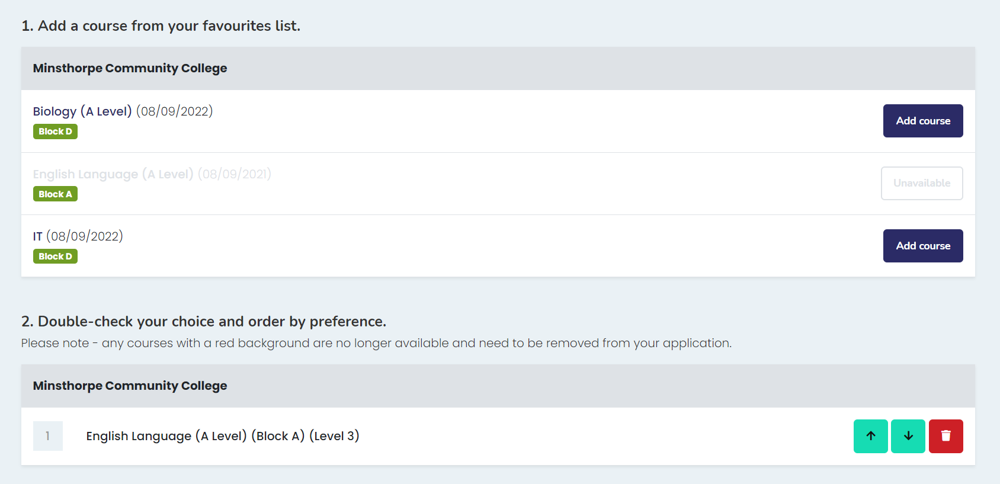 1. Add a course from your favourites list.
Minsthorpe Community College
Biology (A Level) (08/09/2022)
Block D
Add course
English Language (A Level) (08/09/2021)
Block A
Unavailable
IT (08/09/2022)
Block D
Add course
2. Double-check your choice and order by preference.
Please note - any courses with a red background are no longer available and need to be removed from your application.
Minsthorpe Community College
1 English Language (A Level) (Block A) (Level 3)